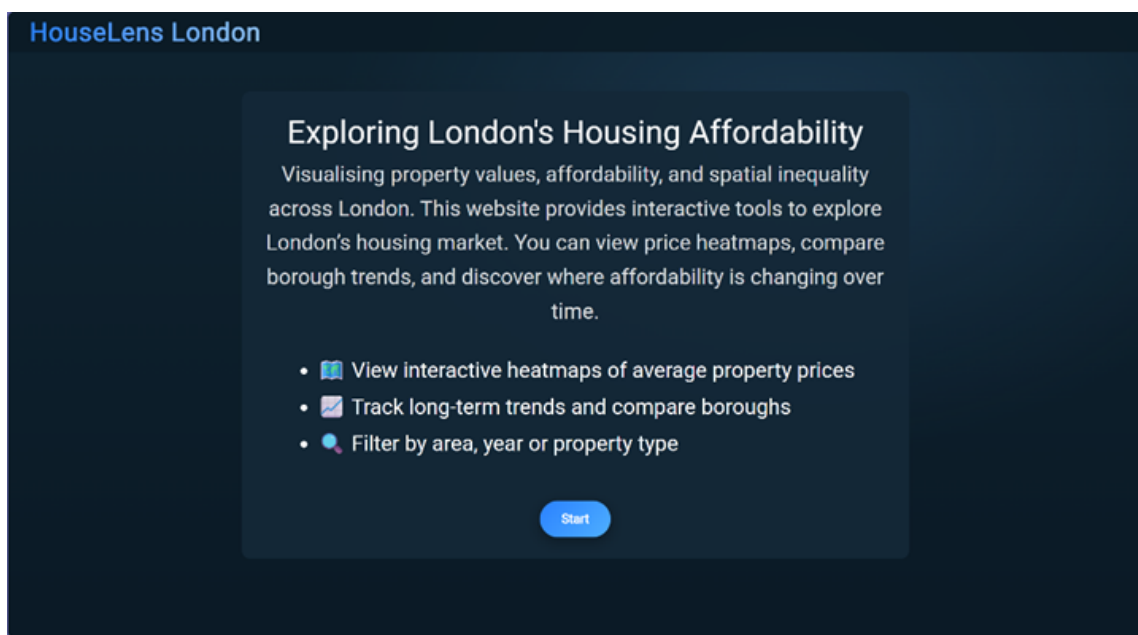 HouseLens London
Exploring London's Housing Affordability
Visualising property values, affordability, and spatial inequality
across London. This website provides interactive tools to explore
London’s housing market. You can view price heatmaps, compare
borough trends, and discover where affordability is changing over
time.
• 🗺️ View interactive heatmaps of average property prices
• 📈 Track long-term trends and compare boroughs
• 🔍 Filter by area, year or property type
Start